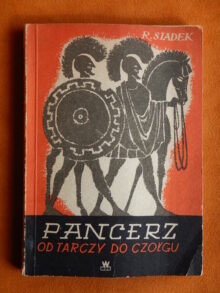 R. SIADEK
PANCERZ
OD TARCZY DO CZOŁGU